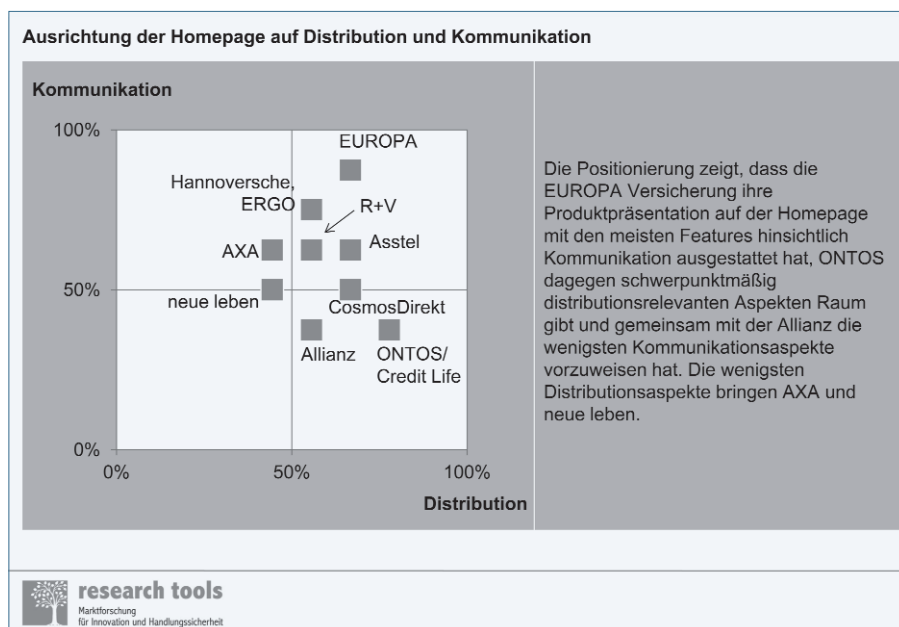 Ausrichtung der Homepage auf Distribution und Kommunikation
Kommunikation
100%
EUROPA
Hannoversche,
ERGO
R+V
AXA
Asstel
50%
neue leben
CosmosDirekt
Allianz
ONTOS/
Credit Life
0%
0%
50%
100%
Distribution
Die Positionierung zeigt, dass die
EUROPA Versicherung ihre
Produktpräsentation auf der Homepage
mit den meisten Features hinsichtlich
Kommunikation ausgestattet hat, ONTOS
dagegen schwerpunktmäßig
distributionsrelevanten Aspekten Raum
gibt und gemeinsam mit der Allianz die
wenigsten Kommunikationsaspekte
vorzuweisen hat. Die wenigsten
Distributionsaspekte bringen AXA und
neue leben.
research tools
Marktforschung
für Innovation und Handlungssicherheit